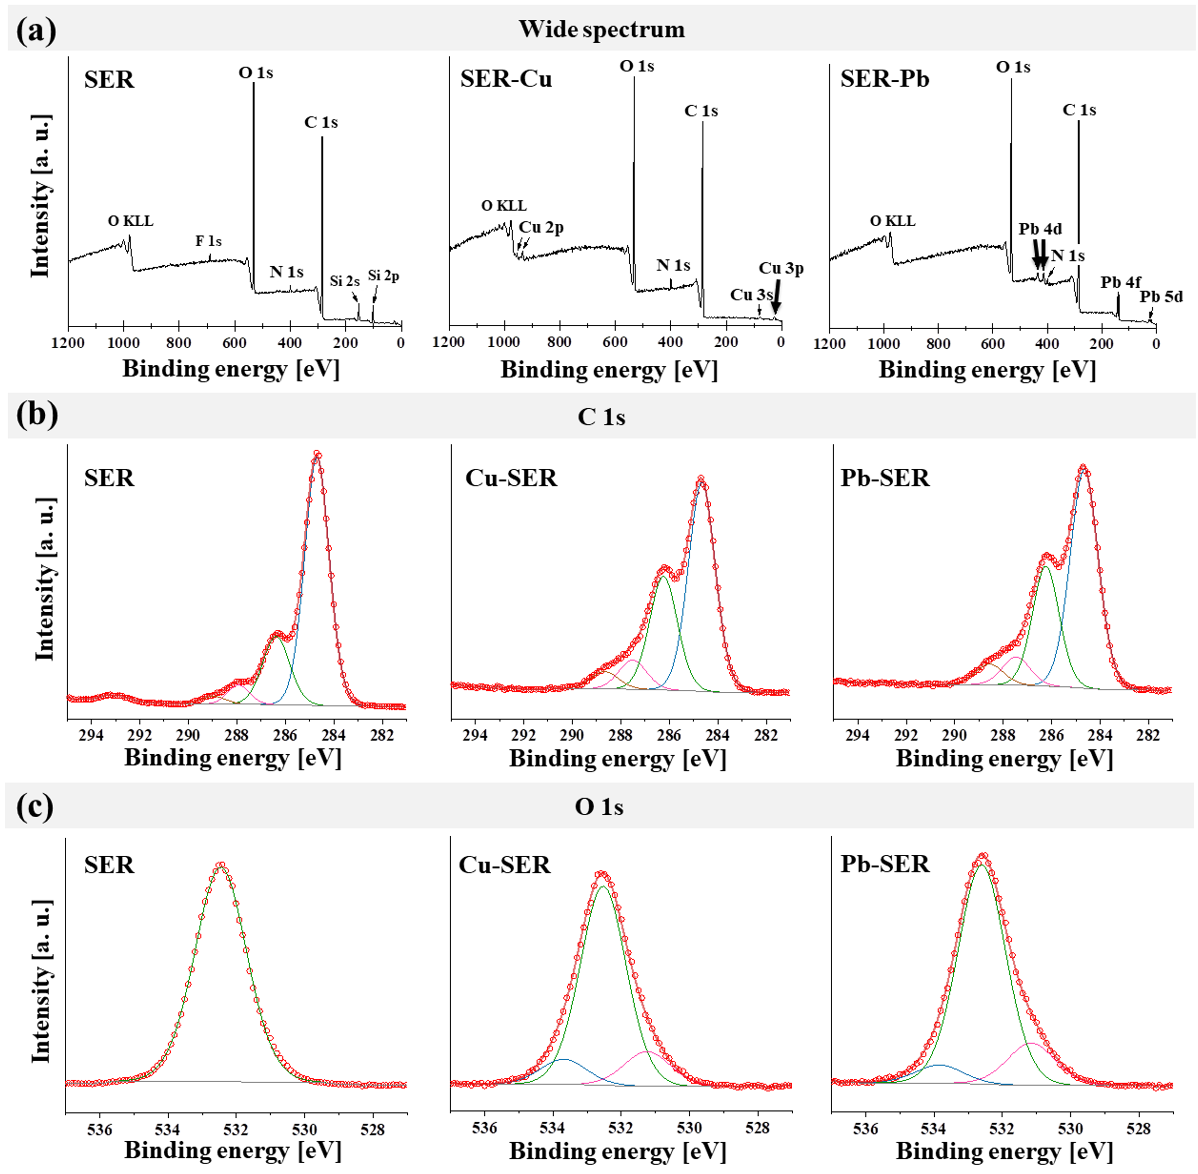 (a)
Wide spectrum
SER
O 1s
C 1s
O KLL
F 1s
N 1s
Si 2s
Si 2p
Intensity [a. u.]
1200 1000 800 600 400 200 0
Binding energy [eV]
SER-Cu
O 1s
C 1s
O KLL
Cu 2p
N 1s
Cu 3s
Cu 3p
1200 1000 800 600 400 200 0
Binding energy [eV]
SER-Pb
O 1s
C 1s
O KLL
Pb 4d
N 1s
Pb 4f
Pb 5d
1200 1000 800 600 400 200 0
Binding energy [eV]
(b)
C 1s
SER
Intensity [a. u.]
294 292 290 288 286 284 282
Binding energy [eV]
Cu-SER
294 292 290 288 286 284 282
Binding energy [eV]
Pb-SER
294 292 290 288 286 284 282
Binding energy [eV]
(c)
O 1s
SER
Intensity [a. u.]
536 534 532 530 528
Binding energy [eV]
Cu-SER
536 534 532 530 528
Binding energy [eV]
Pb-SER
536 534 532 530 528
Binding energy [eV]